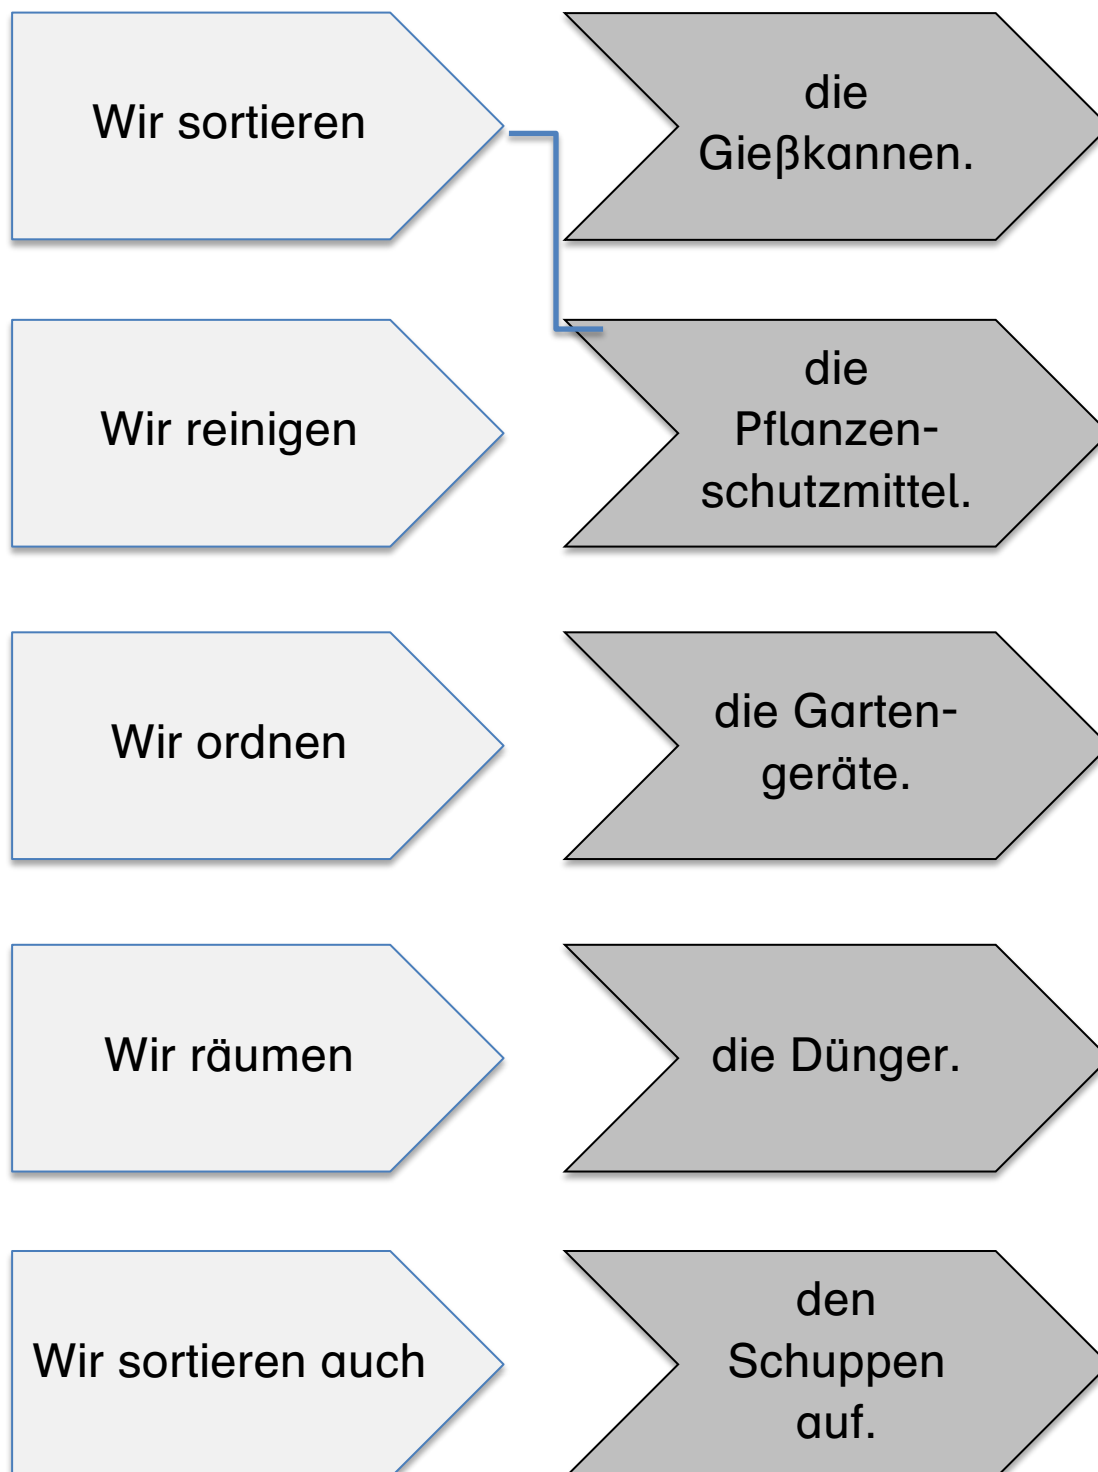 Wir sortieren
die
Gießkannen.
Wir reinigen
die
Pflanzen-
schutzmittel.
Wir ordnen
die Garten-
geräte.
Wir räumen
die Dünger.
Wir sortieren auch
den
Schuppen
auf.